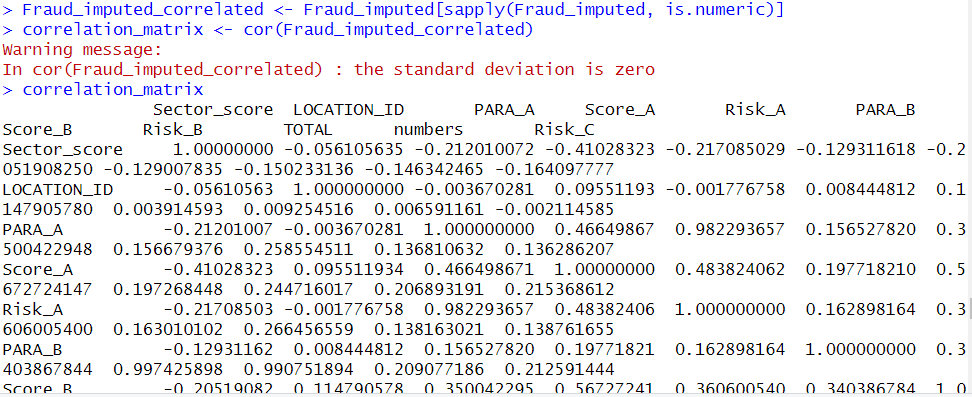 > Fraud_imputed_correlated <- Fraud_imputed[sapply(Fraud_imputed, is.numeric)]
> correlation_matrix <- cor(Fraud_imputed_correlated)
Warning message:
In cor(Fraud_imputed_correlated) : the standard deviation is zero
> correlation_matrix
Sector_score LOCATION_ID PARA_A Score_A Risk_A PARA_B
Score_B Risk_B TOTAL numbers Risk_C
Sector_score 1.00000000 -0.056105635 -0.212010072 -0.41028323 -0.217085029 -0.129311618 -0.2
051908250 -0.129007835 -0.150233136 -0.146342465 -0.164097777
LOCATION_ID -0.05610563 1.000000000 -0.003670281 0.09551193 -0.001776758 0.008444812 0.1
147905780 0.003914593 0.009254516 0.006591161 -0.002114585
PARA_A -0.21201007 -0.003670281 1.000000000 0.46649867 0.982293657 0.156527820 0.3
500422948 0.156679376 0.258554511 0.136810632 0.136286207
Score_A -0.41028323 0.095511934 0.466498671 1.00000000 0.483824062 0.197718210 0.5
672724147 0.197268448 0.244716017 0.206893191 0.215368612
Risk_A -0.21708503 -0.001776758 0.982293657 0.48382406 1.000000000 0.162898164 0.3
606005400 0.163010102 0.266456559 0.138163021 0.138761655
PARA_B -0.12931162 0.008444812 0.156527820 0.19771821 0.162898164 1.000000000 0.3
403867844 0.997425898 0.990751894 0.209077186 0.212591444
Score_B -0.20519082 0.114790578 0.350042295 0.56727241 0.360600540 0.340386784 1.0